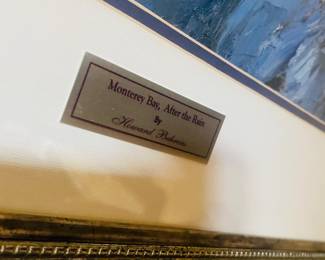 Monterey Bay, After the Rain
By
Howard Behrens